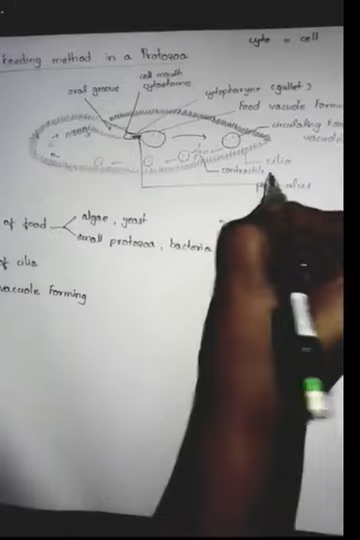 cyte = cell
Feeding method in a Protozoa
cell mouth
oral groove
cytostome
cytopharynx (gullet)
food vacuole form
circulating
vacuole
cilia
contractile
of food
algae, yeast
small protozoa, bacteria
of cilia
vacuole forming